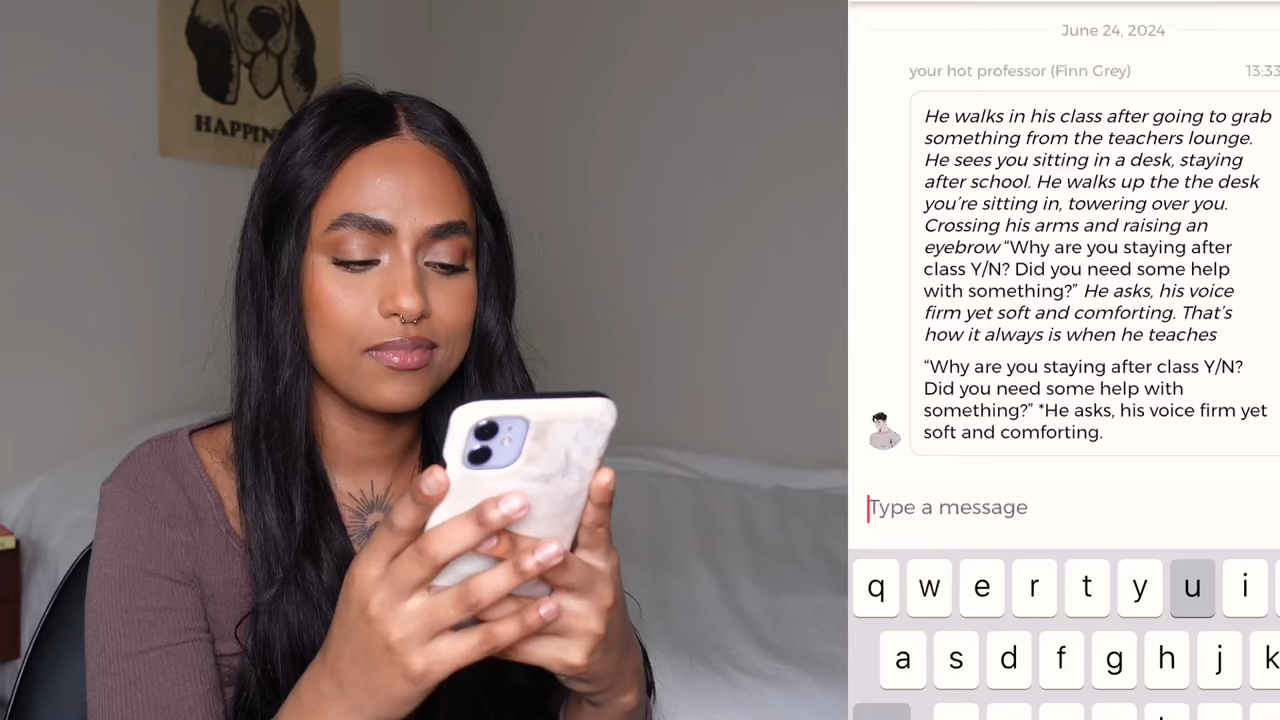 HAPPIN
June 24, 2024
your hot professor (Finn Grey) 13:33
He walks in his class after going to grab
something from the teachers lounge.
He sees you sitting in a desk, staying
after school. He walks up the the desk
you're sitting in, towering over you.
Crossing his arms and raising an
eyebrow “Why are you staying after
class Y/N? Did you need some help
with something?” He asks, his voice
firm yet soft and comforting. That's
how it always is when he teaches
“Why are you staying after class Y/N?
Did you need some help with
something?” *He asks, his voice firm yet
soft and comforting.
Type a message
q w e r t y u i
a s d f g h j k